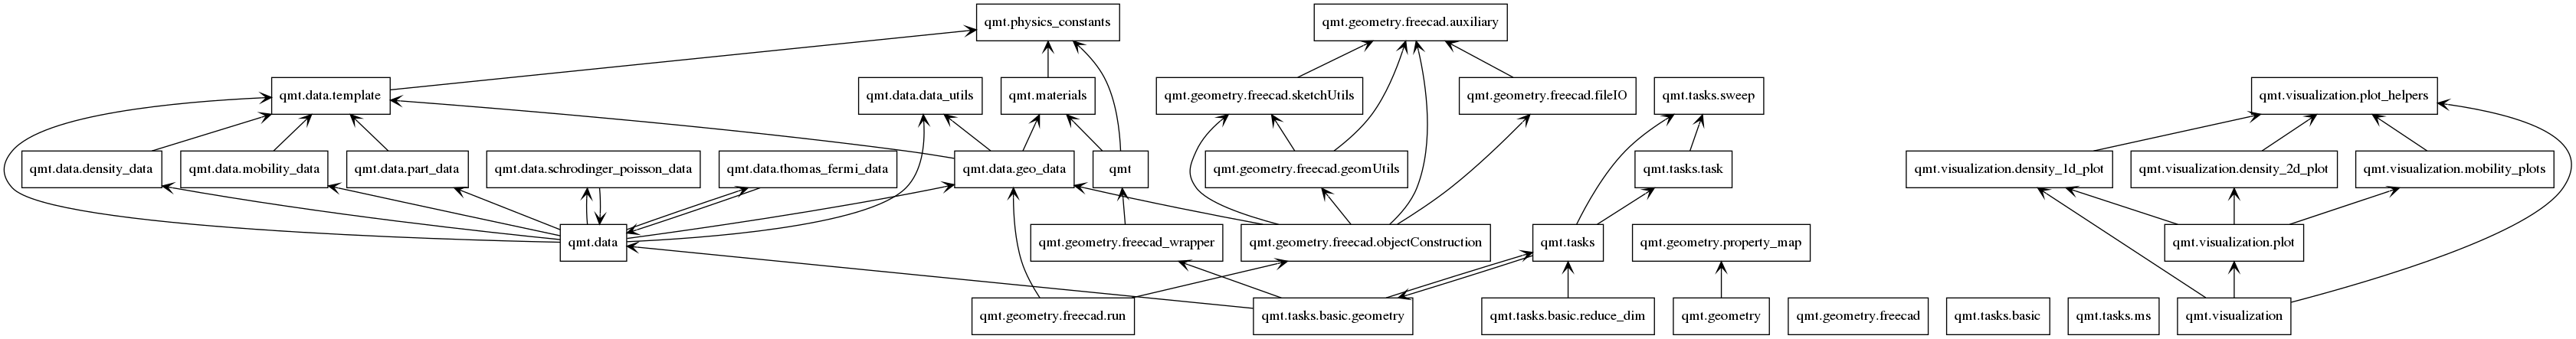 qmt.physics_constants
qmt.geometry.freecad.auxiliary
qmt.data.template
qmt.data.data_utils
qmt.materials
qmt.geometry.freecad.sketchUtils
qmt.geometry.freecad.fileIO
qmt.tasks.sweep
qmt.visualization.plot_helpers
qmt.data.density_data
qmt.data.mobility_data
qmt.data.part_data
qmt.data.schrodinger_poisson_data
qmt.data.thomas_fermi_data
qmt.data.geo_data
qmt
qmt.geometry.freecad.geomUtils
qmt.tasks.task
qmt.visualization.density_1d_plot
qmt.visualization.density_2d_plot
qmt.visualization.mobility_plots
qmt.data
qmt.geometry.freecad_wrapper
qmt.geometry.freecad.objectConstruction
qmt.tasks
qmt.geometry.property_map
qmt.visualization.plot
qmt.geometry.freecad.run
qmt.tasks.basic.geometry
qmt.tasks.basic.reduce_dim
qmt.geometry
qmt.geometry.freecad
qmt.tasks.basic
qmt.tasks.ms
qmt.visualization